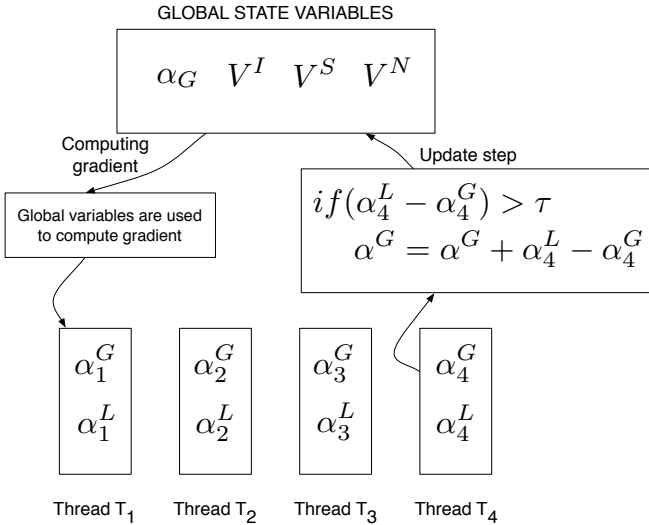 GLOBAL STATE VARIABLES
α_G V^I V^S V^N
Computing
gradient
Update step
Global variables are used
to compute gradient
if(α_4^L − α_4^G) > τ
α^G = α^G + α_4^L − α_4^G
α_1^G α_2^G α_3^G α_4^G
α_1^L α_2^L α_3^L α_4^L
Thread T_1 Thread T_2 Thread T_3 Thread T_4